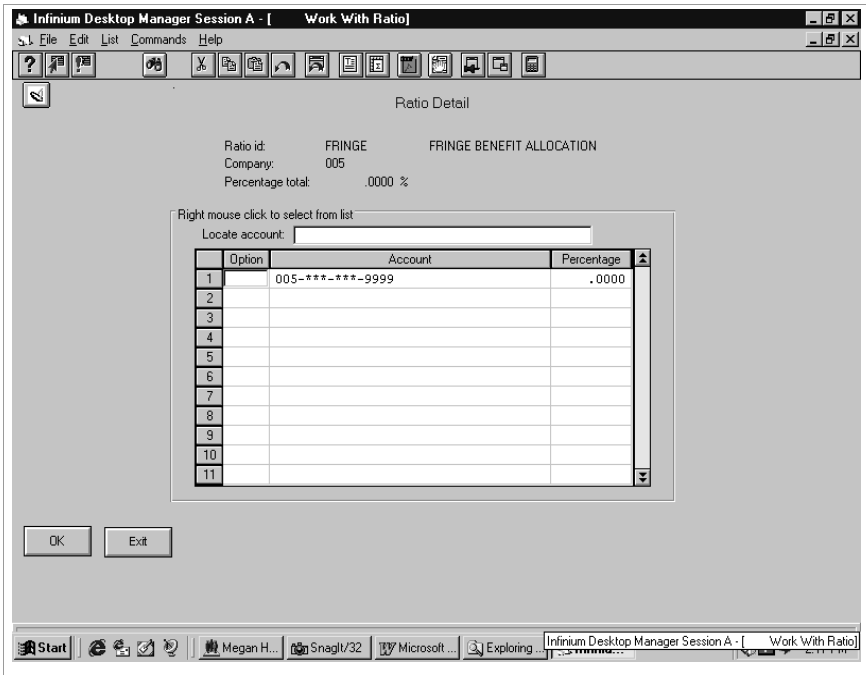 Infinium Desktop Manager Session A - [ Work With Ratio]
File Edit List Commands Help
Ratio Detail
Ratio id: FRINGE FRINGE BENEFIT ALLOCATION
Company: 005
Percentage total: .0000 %
Right mouse click to select from list
Locate account:
Option Account Percentage
1 005-***-***-9999 .0000
2
3
4
5
6
7
8
9
10
11
OK Exit
Start Megan H... SnagIt/32 Microsoft ... Exploring ... Infinium Desktop Manager Session A - [ Work With Ratio]